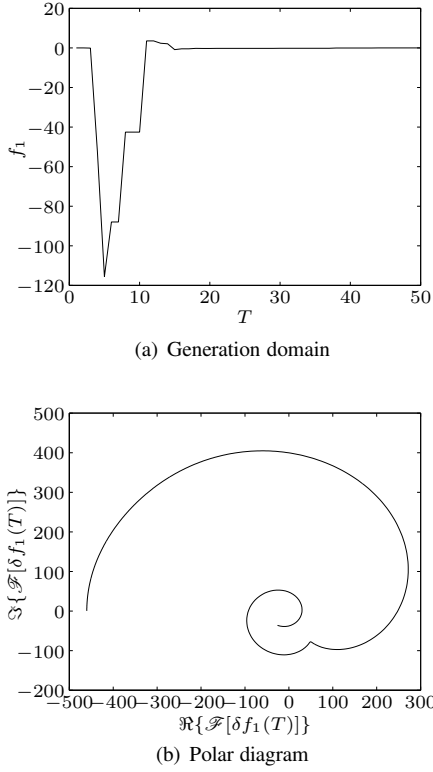 20
0
−20
−40
−60
−80
−100
−120
f₁
0 10 20 30 40 50
T
(a) Generation domain
500
400
300
200
100
0
−100
−200
ℑ{ℱ[δf₁(T)]}
−500 −400 −300 −200 −100 0 100 200 300
ℜ{ℱ[δf₁(T)]}
(b) Polar diagram